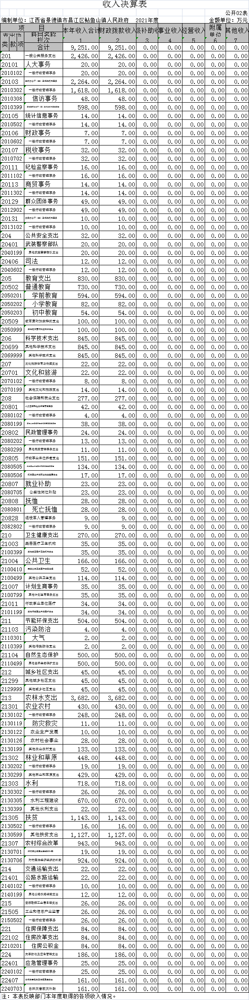 收入决算表
公开02表
编制单位：江西省景德镇市昌江区鲇鱼山镇人民政府 2021年度 金额单位：万元
项 目 本年收入合计 财政拨款收入 级补助收 事业收入 经营收入 附属单位 其他收入
科目名称
类 款 项 栏次 1 2 3 4 5 6 7
合计 9,251.00 9,251.00 0.00 0.00 0.00 0.00 0.00
201 一般公共服务支出 2,426.00 2,426.00 0.00 0.00 0.00 0.00 0.00
20101 人大事务 20.00 20.00 0.00 0.00 0.00 0.00 0.00
2010102 一般行政管理事务 20.00 20.00 0.00 0.00 0.00 0.00 0.00
20103 2,264.00 2,264.00 0.00 0.00 0.00 0.00 0.00
2010302 一般行政管理事务 1,618.00 1,618.00 0.00 0.00 0.00 0.00 0.00
2010308 信访事务 48.00 48.00 0.00 0.00 0.00 0.00 0.00
2010399 598.00 598.00 0.00 0.00 0.00 0.00 0.00
20105 统计信息事务 14.00 14.00 0.00 0.00 0.00 0.00 0.00
2010502 一般行政管理事务 14.00 14.00 0.00 0.00 0.00 0.00 0.00
20106 财政事务 7.00 7.00 0.00 0.00 0.00 0.00 0.00
2010602 一般行政管理事务 7.00 7.00 0.00 0.00 0.00 0.00 0.00
20107 税收事务 32.00 32.00 0.00 0.00 0.00 0.00 0.00
2010702 一般行政管理事务 32.00 32.00 0.00 0.00 0.00 0.00 0.00
20111 纪检监察事务 16.00 16.00 0.00 0.00 0.00 0.00 0.00
2011102 一般行政管理事务 16.00 16.00 0.00 0.00 0.00 0.00 0.00
20113 商贸事务 14.00 14.00 0.00 0.00 0.00 0.00 0.00
2011302 一般行政管理事务 14.00 14.00 0.00 0.00 0.00 0.00 0.00
20129 群众团体事务 49.00 49.00 0.00 0.00 0.00 0.00 0.00
2012902 一般行政管理事务 49.00 49.00 0.00 0.00 0.00 0.00 0.00
20131 10.00 10.00 0.00 0.00 0.00 0.00 0.00
2013102 一般行政管理事务 10.00 10.00 0.00 0.00 0.00 0.00 0.00
204 公共安全支出 32.00 32.00 0.00 0.00 0.00 0.00 0.00
20401 武装警察部队 20.00 20.00 0.00 0.00 0.00 0.00 0.00
2040199 其他武装警察部队支出 20.00 20.00 0.00 0.00 0.00 0.00 0.00
20406 司法 12.00 12.00 0.00 0.00 0.00 0.00 0.00
2040602 一般行政管理事务 12.00 12.00 0.00 0.00 0.00 0.00 0.00
205 教育支出 830.00 830.00 0.00 0.00 0.00 0.00 0.00
20502 普通教育 730.00 730.00 0.00 0.00 0.00 0.00 0.00
2050201 学前教育 594.00 594.00 0.00 0.00 0.00 0.00 0.00
2050202 小学教育 82.00 82.00 0.00 0.00 0.00 0.00 0.00
2050203 初中教育 54.00 54.00 0.00 0.00 0.00 0.00 0.00
20509 教育费附加安排的支出 100.00 100.00 0.00 0.00 0.00 0.00 0.00
2050999 100.00 100.00 0.00 0.00 0.00 0.00 0.00
206 科学技术支出 845.00 845.00 0.00 0.00 0.00 0.00 0.00
20699 其他科学技术支出 845.00 845.00 0.00 0.00 0.00 0.00 0.00
2069999 其他科学技术支出 845.00 845.00 0.00 0.00 0.00 0.00 0.00
207 文化旅游体育与传媒支出 22.00 22.00 0.00 0.00 0.00 0.00 0.00
20701 文化和旅游 22.00 22.00 0.00 0.00 0.00 0.00 0.00
2070102 一般行政管理事务 8.00 8.00 0.00 0.00 0.00 0.00 0.00
2070199 其他文化和旅游支出 14.00 14.00 0.00 0.00 0.00 0.00 0.00
208 社会保障和就业支出 277.00 277.00 0.00 0.00 0.00 0.00 0.00
20801 42.00 42.00 0.00 0.00 0.00 0.00 0.00
2080102 一般行政管理事务 4.00 4.00 0.00 0.00 0.00 0.00 0.00
2080199 38.00 38.00 0.00 0.00 0.00 0.00 0.00
20802 民政管理事务 24.00 24.00 0.00 0.00 0.00 0.00 0.00
2080202 一般行政管理事务 13.00 13.00 0.00 0.00 0.00 0.00 0.00
2080299 其他民政管理事务支出 11.00 11.00 0.00 0.00 0.00 0.00 0.00
20805 行政事业单位养老支出 151.00 151.00 0.00 0.00 0.00 0.00 0.00
2080505 134.00 134.00 0.00 0.00 0.00 0.00 0.00
2080506 17.00 17.00 0.00 0.00 0.00 0.00 0.00
20807 就业补助 23.00 23.00 0.00 0.00 0.00 0.00 0.00
2080705 公益性岗位补贴 23.00 23.00 0.00 0.00 0.00 0.00 0.00
20808 抚恤 28.00 28.00 0.00 0.00 0.00 0.00 0.00
2080801 死亡抚恤 28.00 28.00 0.00 0.00 0.00 0.00 0.00
20828 退役军人管理事务 9.00 9.00 0.00 0.00 0.00 0.00 0.00
2082802 一般行政管理事务 9.00 9.00 0.00 0.00 0.00 0.00 0.00
210 卫生健康支出 270.00 270.00 0.00 0.00 0.00 0.00 0.00
21003 基层医疗卫生机构 35.00 35.00 0.00 0.00 0.00 0.00 0.00
2100399 35.00 35.00 0.00 0.00 0.00 0.00 0.00
21004 公共卫生 166.00 166.00 0.00 0.00 0.00 0.00 0.00
2100410 52.00 52.00 0.00 0.00 0.00 0.00 0.00
2100499 其他公共卫生支出 114.00 114.00 0.00 0.00 0.00 0.00 0.00
21007 计划生育事务 35.00 35.00 0.00 0.00 0.00 0.00 0.00
2100799 其他计划生育事务支出 35.00 35.00 0.00 0.00 0.00 0.00 0.00
21011 行政事业单位医疗 34.00 34.00 0.00 0.00 0.00 0.00 0.00
2101199 34.00 34.00 0.00 0.00 0.00 0.00 0.00
211 节能环保支出 504.00 504.00 0.00 0.00 0.00 0.00 0.00
21103 污染防治 4.00 4.00 0.00 0.00 0.00 0.00 0.00
2110301 大气 2.00 2.00 0.00 0.00 0.00 0.00 0.00
2110399 其他污染防治支出 2.00 2.00 0.00 0.00 0.00 0.00 0.00
21104 自然生态保护 500.00 500.00 0.00 0.00 0.00 0.00 0.00
2110499 其他自然生态保护支出 500.00 500.00 0.00 0.00 0.00 0.00 0.00
212 城乡社区支出 45.00 45.00 0.00 0.00 0.00 0.00 0.00
21299 其他城乡社区支出 45.00 45.00 0.00 0.00 0.00 0.00 0.00
2129999 其他城乡社区支出 45.00 45.00 0.00 0.00 0.00 0.00 0.00
213 农林水支出 3,682.00 3,682.00 0.00 0.00 0.00 0.00 0.00
21301 农业农村 430.00 430.00 0.00 0.00 0.00 0.00 0.00
2130102 一般行政管理事务 248.00 248.00 0.00 0.00 0.00 0.00 0.00
2130119 防灾救灾 11.00 11.00 0.00 0.00 0.00 0.00 0.00
2130122 农业生产发展 10.00 10.00 0.00 0.00 0.00 0.00 0.00
2130126 农村社会事业 28.00 28.00 0.00 0.00 0.00 0.00 0.00
2130199 其他农业农村支出 133.00 133.00 0.00 0.00 0.00 0.00 0.00
21302 林业和草原 448.00 448.00 0.00 0.00 0.00 0.00 0.00
2130202 一般行政管理事务 19.00 19.00 0.00 0.00 0.00 0.00 0.00
2130299 其他林业和草原支出 429.00 429.00 0.00 0.00 0.00 0.00 0.00
21303 水利 718.00 718.00 0.00 0.00 0.00 0.00 0.00
2130302 一般行政管理事务 26.00 26.00 0.00 0.00 0.00 0.00 0.00
2130305 水利工程建设 670.00 670.00 0.00 0.00 0.00 0.00 0.00
2130399 其他水利支出 22.00 22.00 0.00 0.00 0.00 0.00 0.00
21305 扶贫 1,143.00 1,143.00 0.00 0.00 0.00 0.00 0.00
2130502 一般行政管理事务 16.00 16.00 0.00 0.00 0.00 0.00 0.00
2130599 其他扶贫支出 1,127.00 1,127.00 0.00 0.00 0.00 0.00 0.00
21307 农村综合改革 943.00 943.00 0.00 0.00 0.00 0.00 0.00
2130701 19.00 19.00 0.00 0.00 0.00 0.00 0.00
2130706 对村集体经济组织的补助 924.00 924.00 0.00 0.00 0.00 0.00 0.00
214 交通运输支出 22.00 22.00 0.00 0.00 0.00 0.00 0.00
21401 公路水路运输 22.00 22.00 0.00 0.00 0.00 0.00 0.00
2140102 一般行政管理事务 10.00 10.00 0.00 0.00 0.00 0.00 0.00
2140199 其他公路水路运输支出 12.00 12.00 0.00 0.00 0.00 0.00 0.00
215 资源勘探工业信息等支出 26.00 26.00 0.00 0.00 0.00 0.00 0.00
21505 工业和信息产业监管 26.00 26.00 0.00 0.00 0.00 0.00 0.00
2150502 一般行政管理事务 26.00 26.00 0.00 0.00 0.00 0.00 0.00
221 住房保障支出 84.00 84.00 0.00 0.00 0.00 0.00 0.00
22102 住房改革支出 84.00 84.00 0.00 0.00 0.00 0.00 0.00
2210201 住房公积金 84.00 84.00 0.00 0.00 0.00 0.00 0.00
224 灾害防治及应急管理支出 186.00 186.00 0.00 0.00 0.00 0.00 0.00
22401 应急管理事务 25.00 25.00 0.00 0.00 0.00 0.00 0.00
2240102 一般行政管理事务 25.00 25.00 0.00 0.00 0.00 0.00 0.00
22407 161.00 161.00 0.00 0.00 0.00 0.00 0.00
2240703 自然灾害救灾补助 161.00 161.00 0.00 0.00 0.00 0.00 0.00
注：本表反映部门本年度取得的各项收入情况。